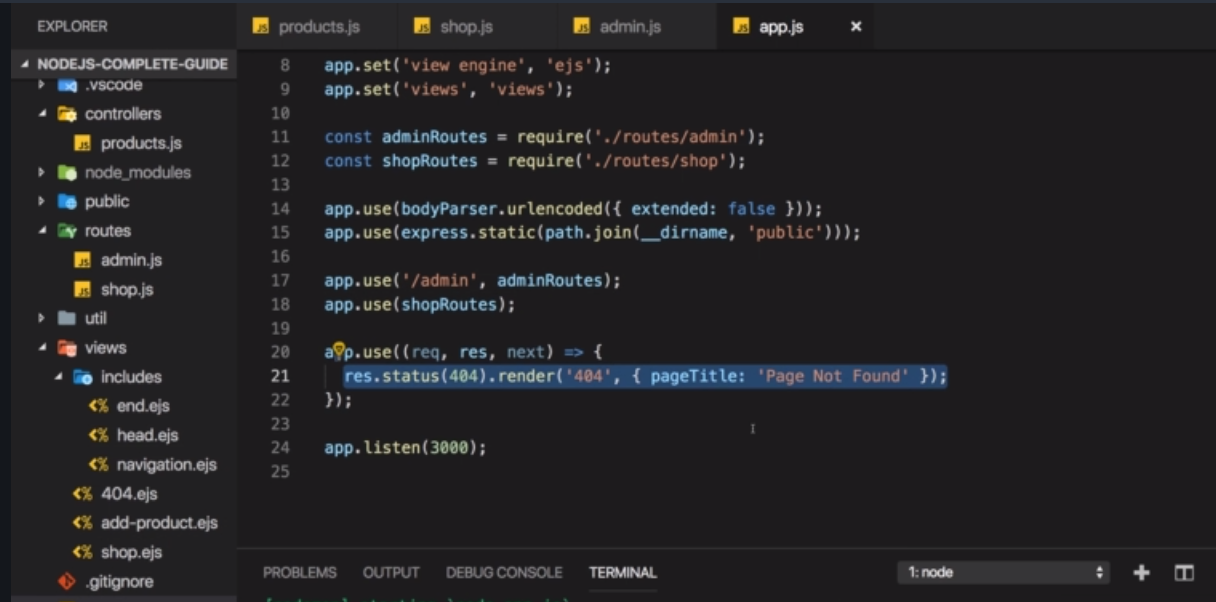 EXPLORER
NODEJS-COMPLETE-GUIDE
.vscode
controllers
products.js
node_modules
public
routes
admin.js
shop.js
util
views
includes
end.ejs
head.ejs
navigation.ejs
404.ejs
add-product.ejs
shop.ejs
.gitignore
JS products.js JS shop.js JS admin.js JS app.js ×
8 app.set('view engine', 'ejs');
9 app.set('views', 'views');
10
11 const adminRoutes = require('./routes/admin');
12 const shopRoutes = require('./routes/shop');
13
14 app.use(bodyParser.urlencoded({ extended: false }));
15 app.use(express.static(path.join(__dirname, 'public')));
16
17 app.use('/admin', adminRoutes);
18 app.use(shopRoutes);
19
20 app.use((req, res, next) => {
21 res.status(404).render('404', { pageTitle: 'Page Not Found' });
22 });
23
24 app.listen(3000);
25
PROBLEMS OUTPUT DEBUG CONSOLE TERMINAL 1: node